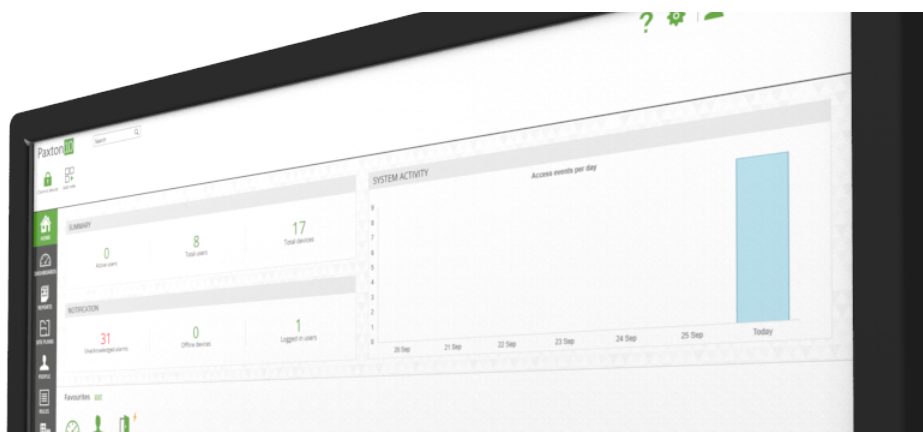 ?
Paxton10
Search
SUMMARY
0
Active users
8
Total users
17
Total devices
NOTIFICATION
31
Unacknowledged alarms
0
Offline devices
1
Logged in users
SYSTEM ACTIVITY
Access events per day
9
8
7
6
5
4
3
2
1
0
20 Sep
21 Sep
22 Sep
23 Sep
24 Sep
25 Sep
Today
HOME
DASHBOARDS
REPORTS
SITE PLANS
PEOPLE
RULES
Favourites